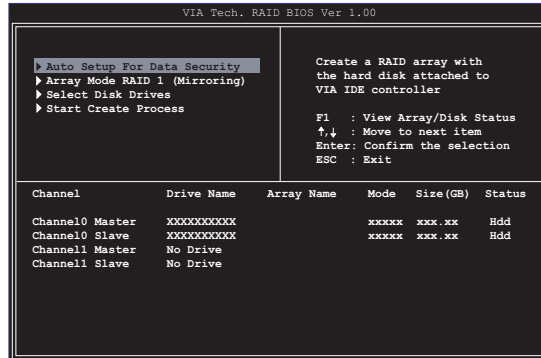 VIA Tech. RAID BIOS Ver 1.00
Auto Setup For Data Security
Array Mode RAID 1 (Mirroring)
Select Disk Drives
Start Create Process
Create a RAID array with
the hard disk attached to
VIA IDE controller
F1 : View Array/Disk Status
↑,↓ : Move to next item
Enter: Confirm the selection
ESC : Exit
Channel Drive Name Array Name Mode Size(GB) Status
Channel0 Master XXXXXXXXXX xxxxx xxx.xx Hdd
Channel0 Slave XXXXXXXXXX xxxxx xxx.xx Hdd
Channel1 Master No Drive
Channel1 Slave No Drive